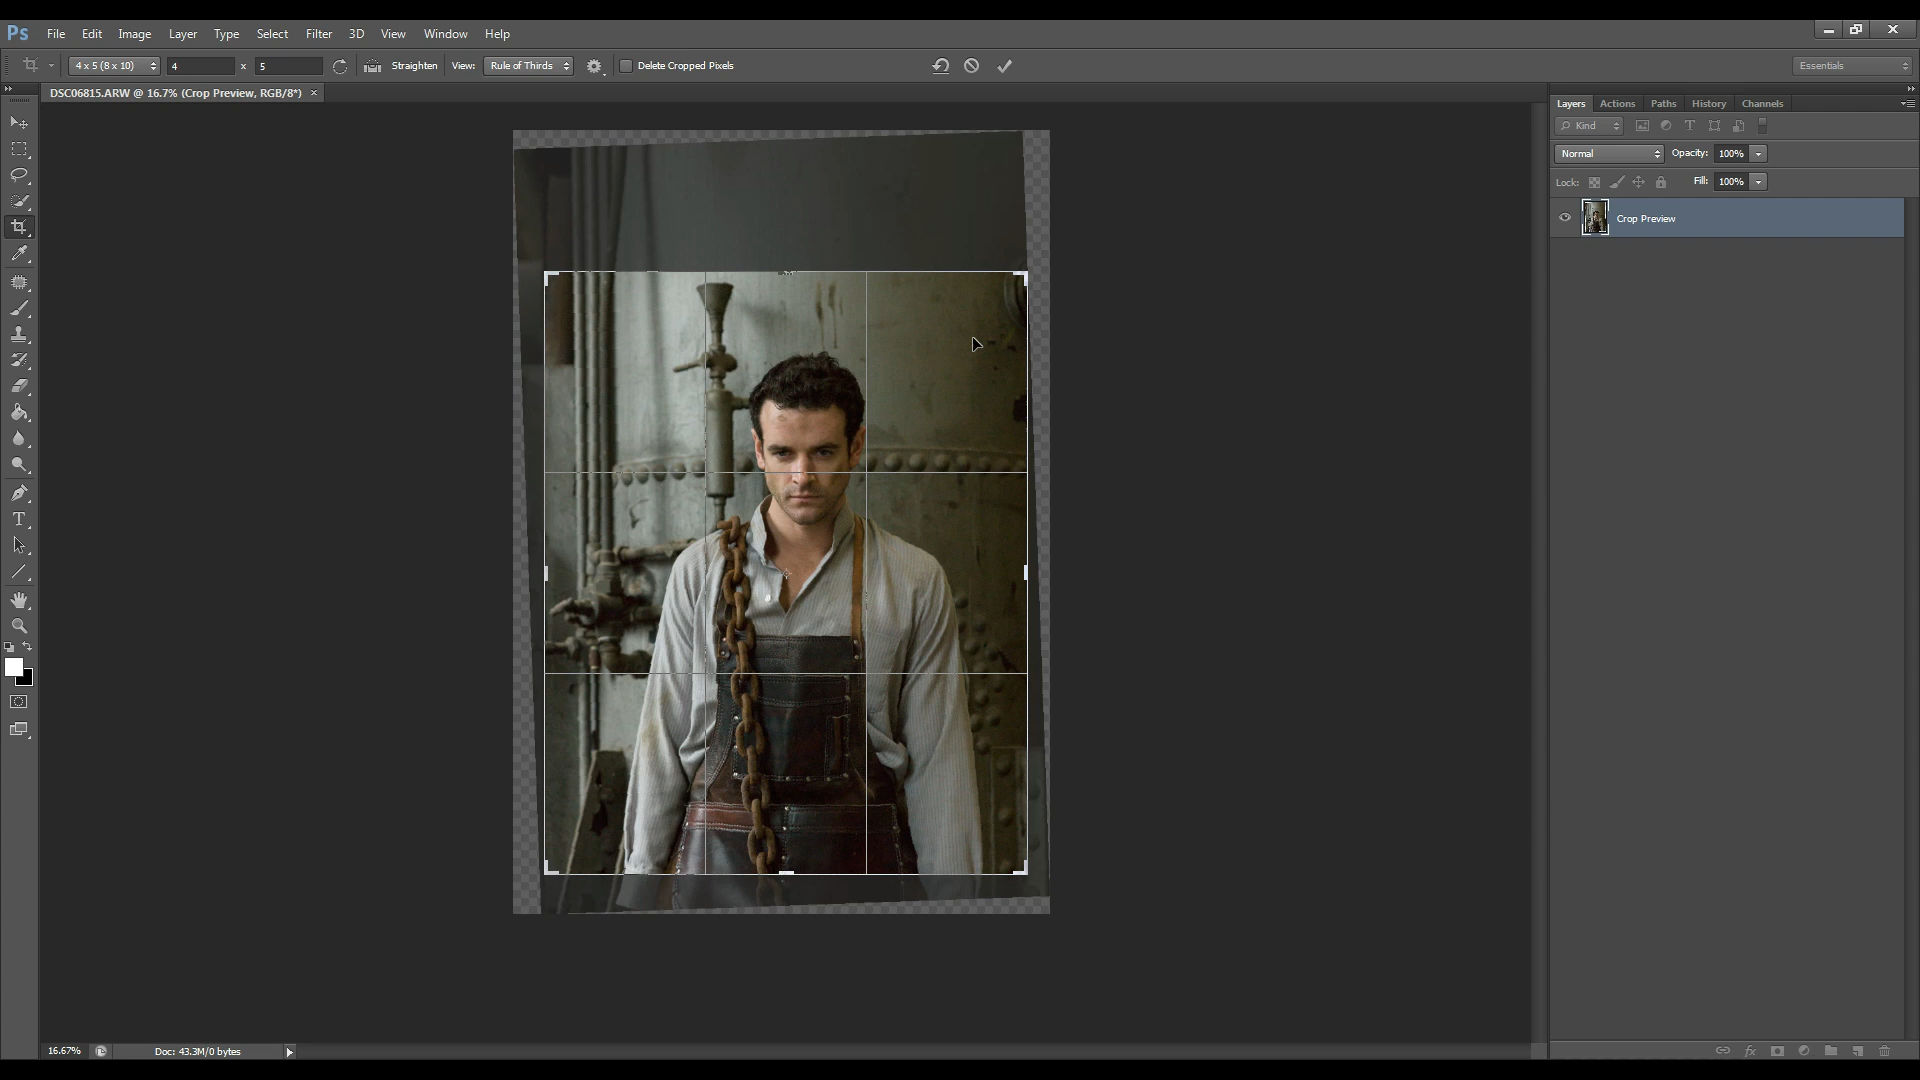 Ps File Edit Image Layer Type Select Filter 3D View Window Help
4 x 5 (8 x 10) 4 x 5 Straighten View: Rule of Thirds Delete Cropped Pixels Essentials
DSC06815.ARW @ 16.7% (Crop Preview, RGB/8*) ×
Layers Actions Paths History Channels
Kind
Normal Opacity: 100%
Lock: Fill: 100%
Crop Preview
16.67% Doc: 43.3M/0 bytes